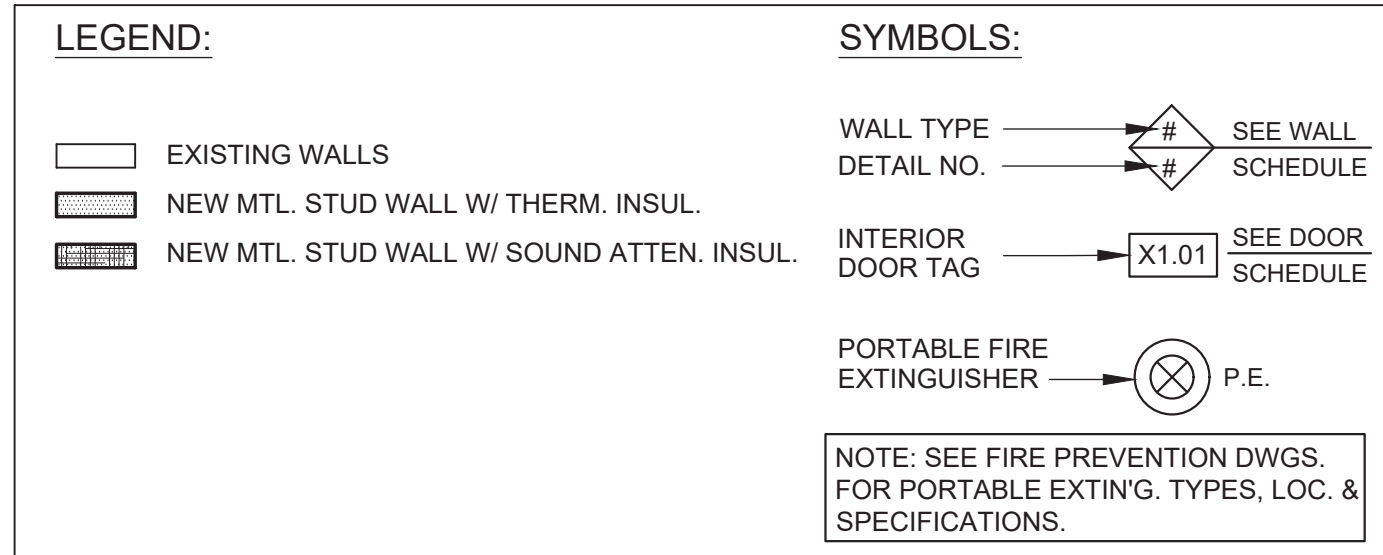 LEGEND:
EXISTING WALLS
NEW MTL. STUD WALL W/ THERM. INSUL.
NEW MTL. STUD WALL W/ SOUND ATTEN. INSUL.
SYMBOLS:
WALL TYPE # SEE WALL
DETAIL NO. # SCHEDULE
INTERIOR
DOOR TAG
X1.01
SEE DOOR
SCHEDULE
PORTABLE FIRE
EXTINGUISHER
P.E.
NOTE: SEE FIRE PREVENTION DWGS.
FOR PORTABLE EXTIN'G. TYPES, LOC. &
SPECIFICATIONS.